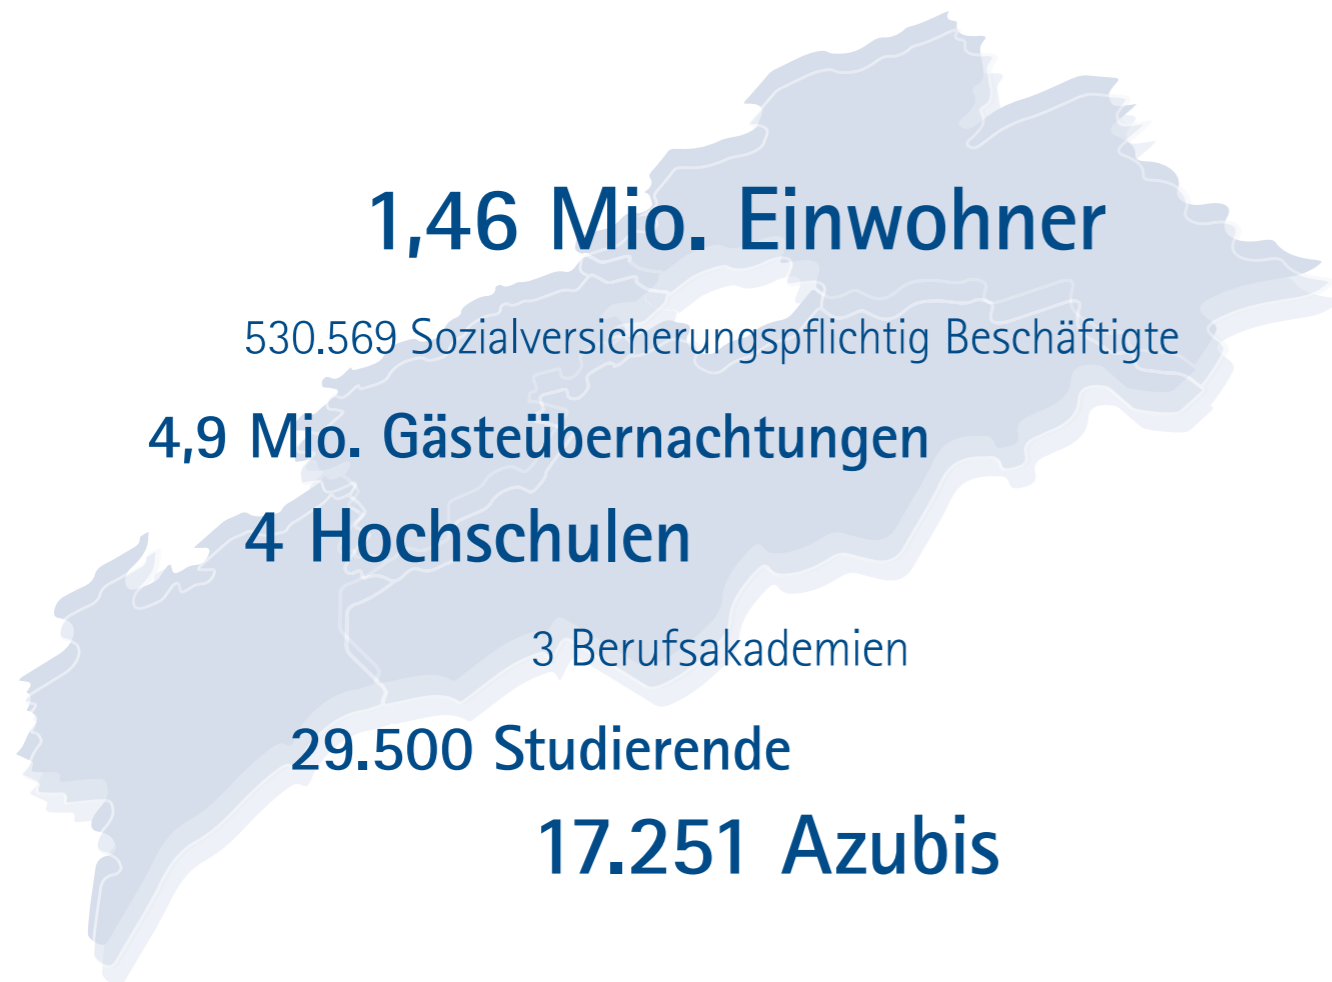 1,46 Mio. Einwohner
530.569 Sozialversicherungspflichtig Beschäftigte
4,9 Mio. Gästeübernachtungen
4 Hochschulen
3 Berufsakademien
29.500 Studierende
17.251 Azubis